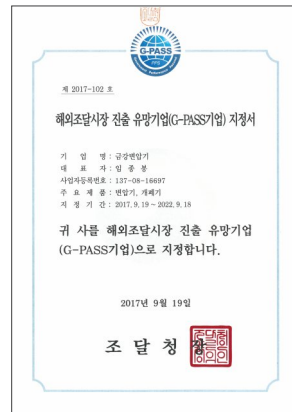 G-PASS
제 2017-102 호
해외조달시장 진출 유망기업(G-PASS기업) 지정서
기 업 명 : 금강변압기
대 표 자 : 임 종 봉
사업자등록번호 : 137-08-16697
주 요 제 품 : 변압기, 개폐기
지 정 기 간 : 2017. 9. 19 ~ 2022. 9. 18
귀 사를 해외조달시장 진출 유망기업
(G-PASS기업)으로 지정합니다.
2017년 9월 19일
조 달 청 장